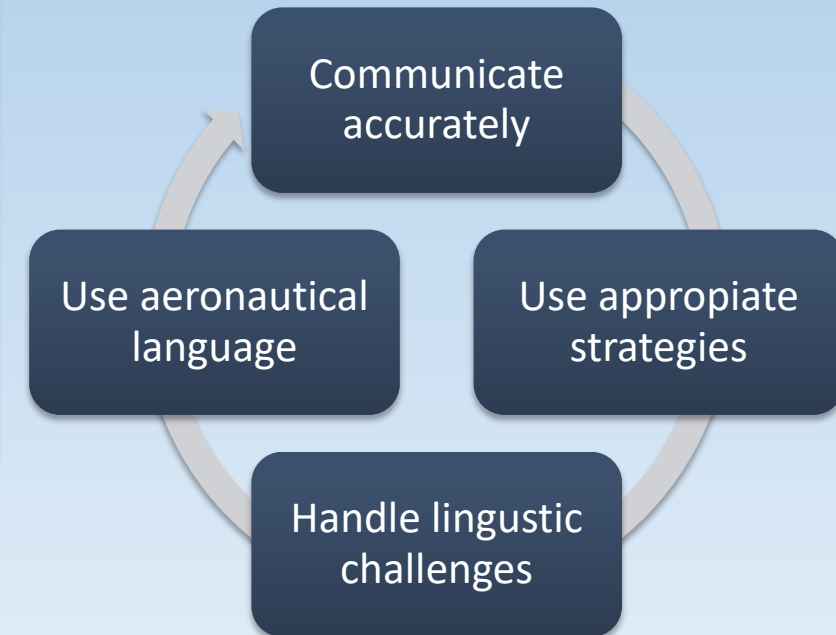 Communicate
accurately
Use appropiate
strategies
Handle lingustic
challenges
Use aeronautical
language